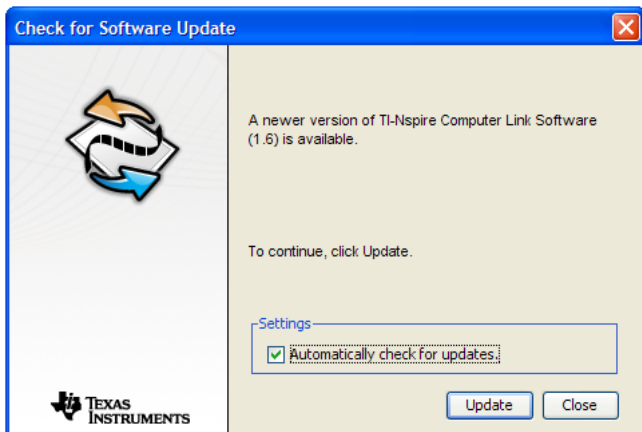 Check for Software Update
A newer version of TI-Nspire Computer Link Software
(1.6) is available.
To continue, click Update.
Settings
Automatically check for updates.
TEXAS
INSTRUMENTS
Update
Close